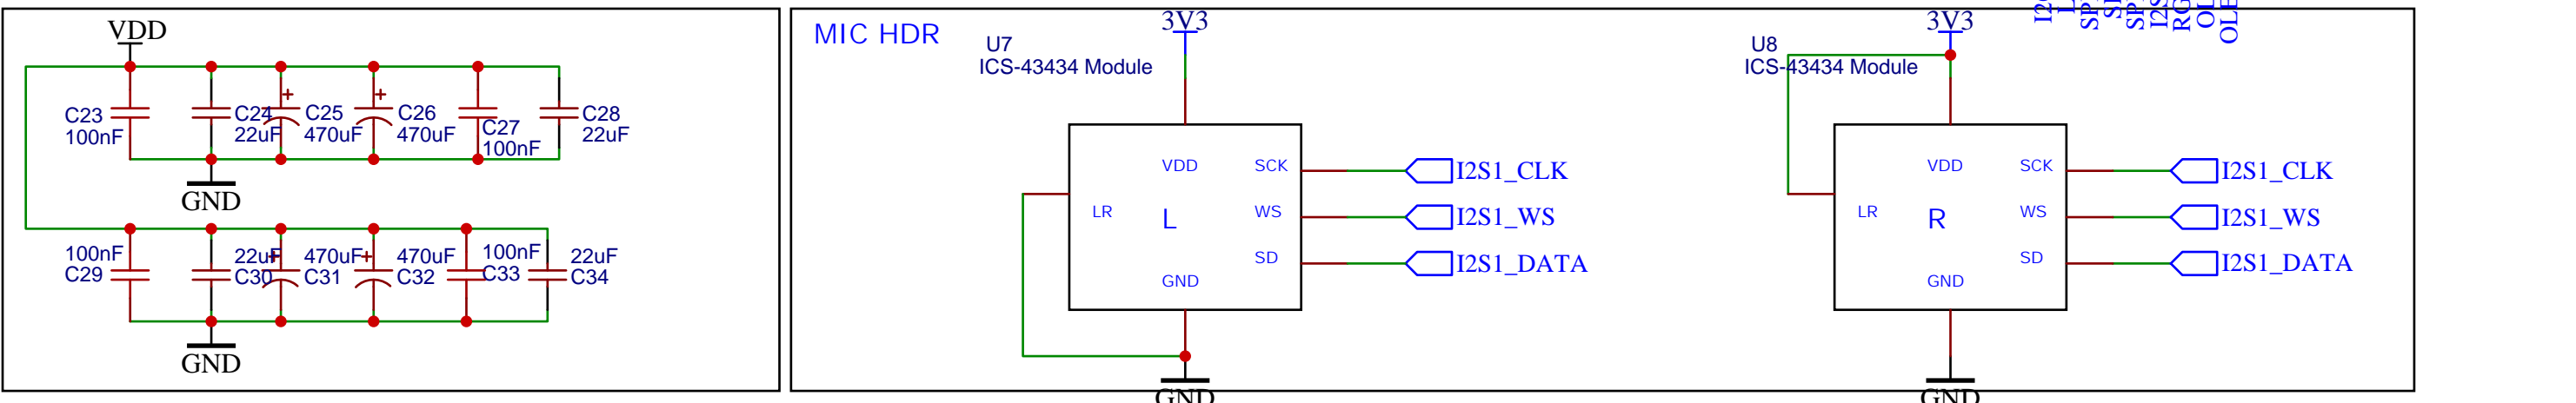 VDD
C23
100nF
C24
22uF
C25
470uF
C26
470uF
C27
100nF
C28
22uF
GND
100nF
C29
22uF
C30
470uF
C31
470uF
C32
100nF
C33
22uF
C34
GND
MIC HDR
U7
ICS-43434 Module
3V3
VDD
SCK
I2S1_CLK
LR
L
WS
I2S1_WS
SD
I2S1_DATA
GND
GND
U8
ICS-43434 Module
3V3
VDD
SCK
I2S1_CLK
LR
R
WS
I2S1_WS
SD
I2S1_DATA
GND
GND